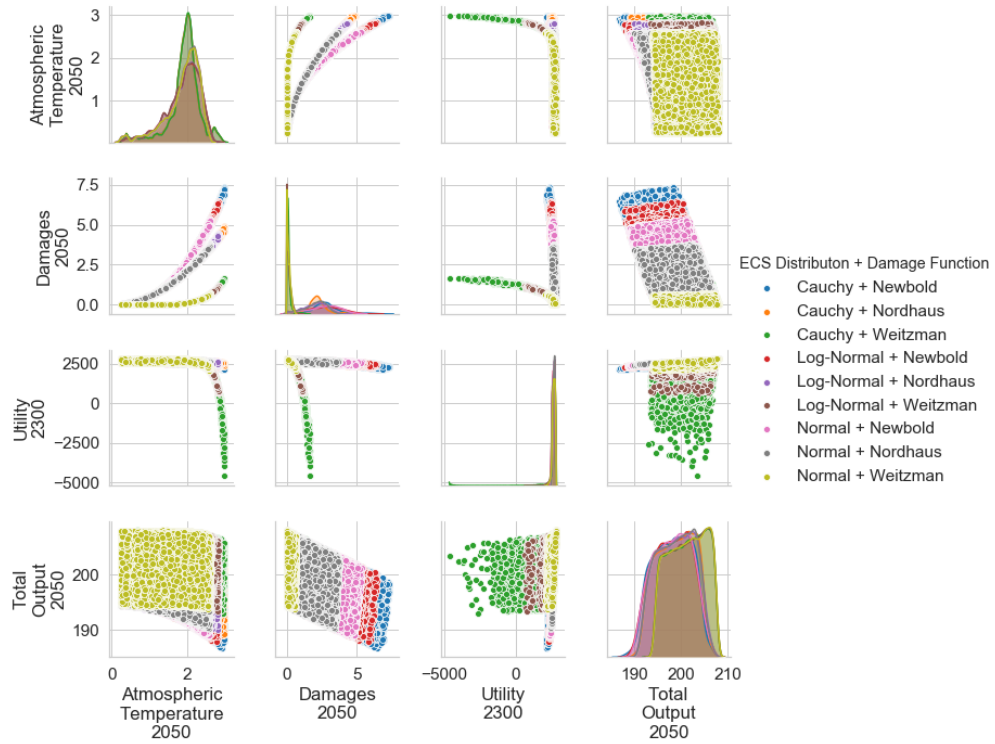 3
2
1
Atmospheric
Temperature
2050
7.5
5.0
2.5
0.0
Damages
2050
2500
0
−2500
−5000
Utility
2300
200
190
Total
Output
2050
0 2
Atmospheric
Temperature
2050
0 5
Damages
2050
−5000 0
Utility
2300
190 200 210
Total
Output
2050
ECS Distributon + Damage Function
Cauchy + Newbold
Cauchy + Nordhaus
Cauchy + Weitzman
Log-Normal + Newbold
Log-Normal + Nordhaus
Log-Normal + Weitzman
Normal + Newbold
Normal + Nordhaus
Normal + Weitzman